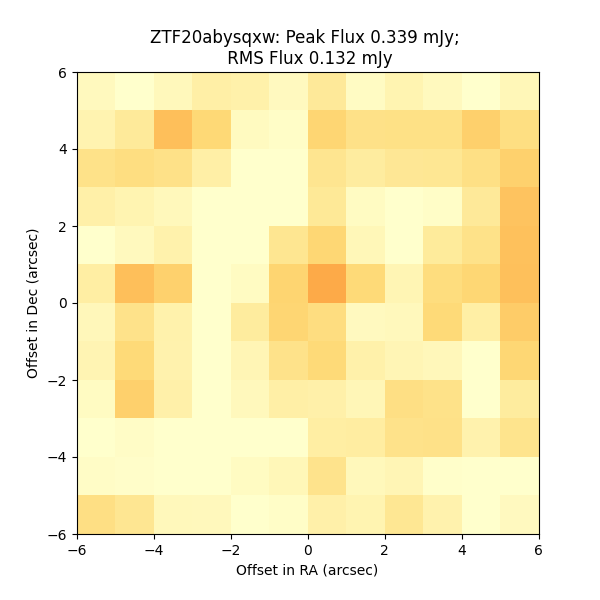 ZTF20abysqxw: Peak Flux 0.339 mJy;
RMS Flux 0.132 mJy
6
4
2
0
−2
−4
−6
Offset in Dec (arcsec)
−6 −4 −2 0 2 4 6
Offset in RA (arcsec)